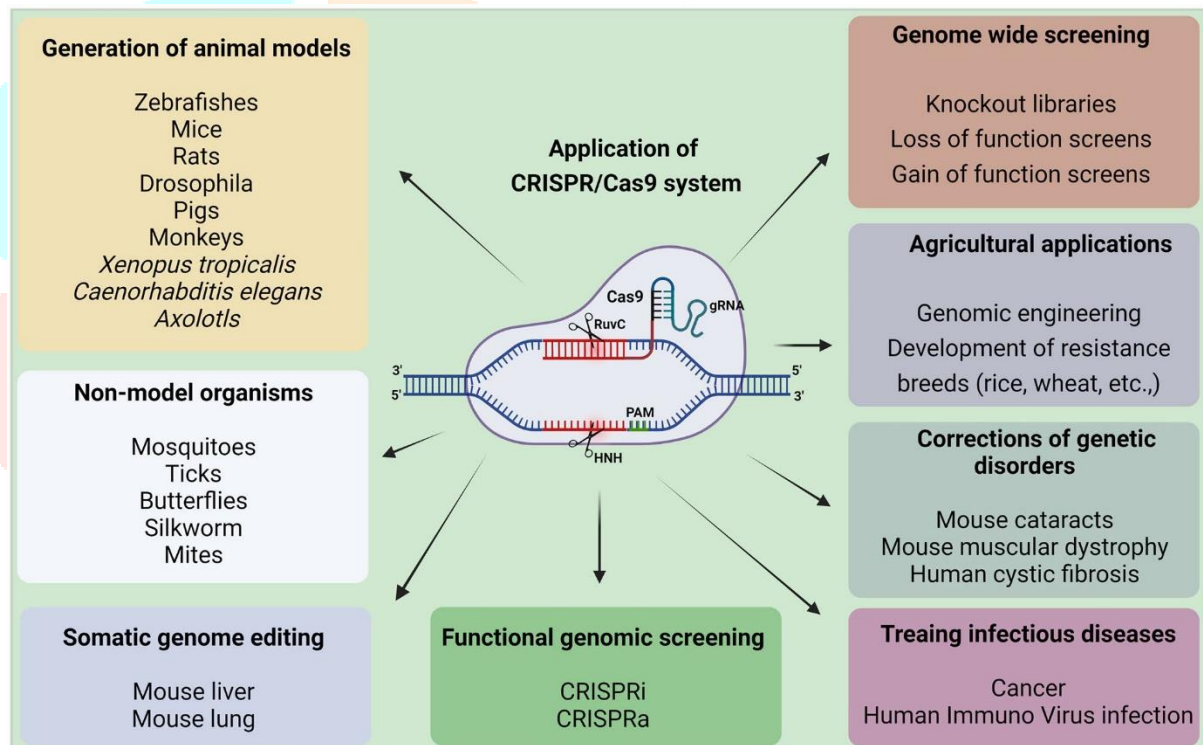 Generation of animal models
Zebrafishes
Mice
Rats
Drosophila
Pigs
Monkeys
Xenopus tropicalis
Caenorhabditis elegans
Axolotls
Non-model organisms
Mosquitoes
Ticks
Butterflies
Silkworm
Mites
Somatic genome editing
Mouse liver
Mouse lung
Application of
CRISPR/Cas9 system
Cas9
gRNA
RuvC
3'
5'
5'
3'
PAM
HNH
Functional genomic screening
CRISPRi
CRISPRa
Genome wide screening
Knockout libraries
Loss of function screens
Gain of function screens
Agricultural applications
Genomic engineering
Development of resistance
breeds (rice, wheat, etc.,)
Corrections of genetic
disorders
Mouse cataracts
Mouse muscular dystrophy
Human cystic fibrosis
Treaing infectious diseases
Cancer
Human Immuno Virus infection